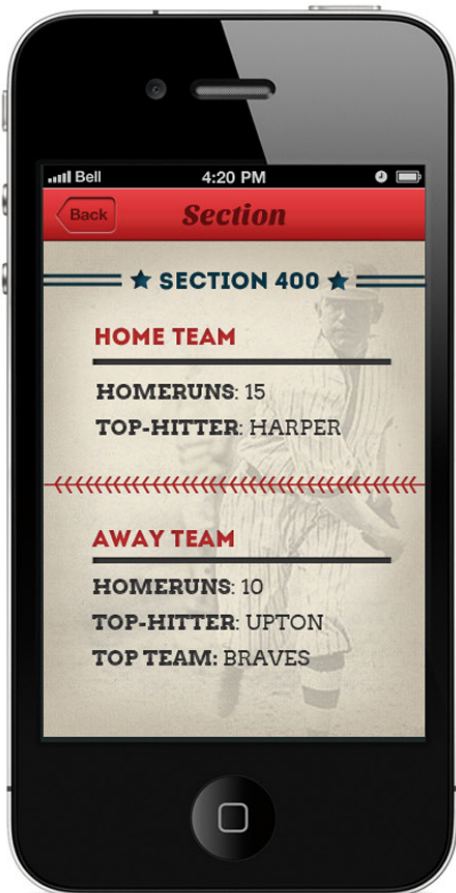 Bell 4:20 PM
Back Section
SECTION 400
HOME TEAM
HOMERUNS: 15
TOP-HITTER: HARPER
AWAY TEAM
HOMERUNS: 10
TOP-HITTER: UPTON
TOP TEAM: BRAVES